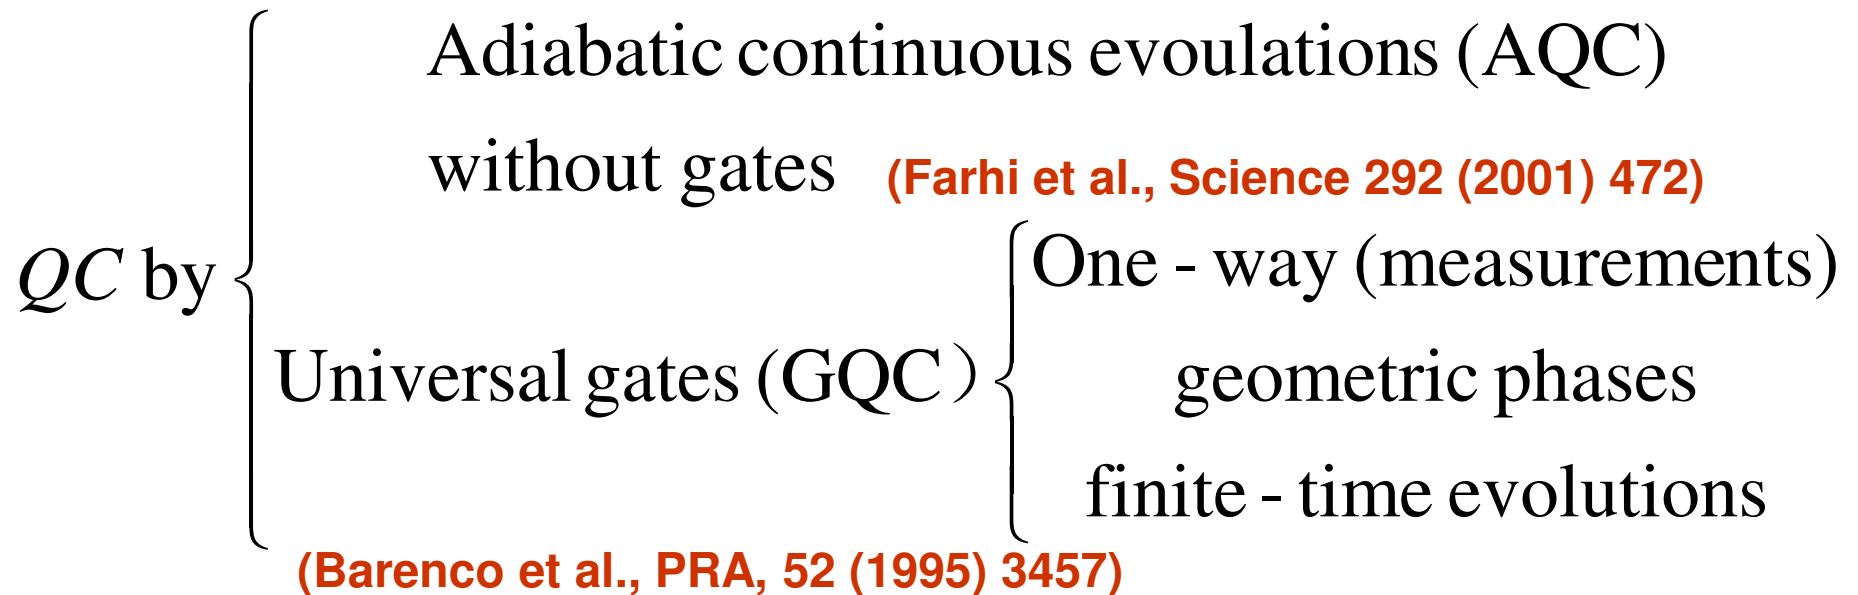 Adiabatic continuous evoulations (AQC)
without gates (Farhi et al., Science 292 (2001) 472)
QC by
One - way (measurements)
Universal gates (GQC）
geometric phases
finite - time evolutions
(Barenco et al., PRA, 52 (1995) 3457)